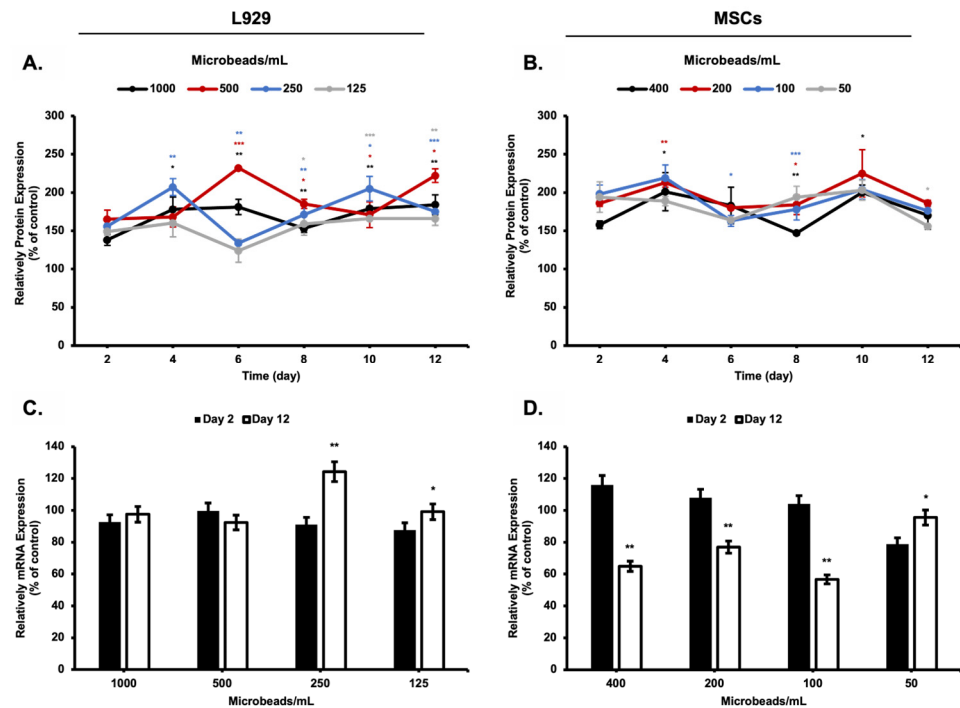 L929
MSCs
A.
Microbeads/mL
1000 500 250 125
Relatively Protein Expression
(% of control)
300
250
200
150
100
50
0
** * ** *** ** * ** * ** *** * * ** ** *** * **
2 4 6 8 10 12
Time (day)
B.
Microbeads/mL
400 200 100 50
Relatively Protein Expression
(% of control)
300
250
200
150
100
50
0
** * * *** * ** * *
2 4 6 8 10 12
Time (day)
C.
Day 2 Day 12
Relatively mRNA Expression
(% of control)
140
120
100
80
60
40
20
0
** *
1000 500 250 125
Microbeads/mL
D.
Day 2 Day 12
Relatively mRNA Expression
(% of control)
140
120
100
80
60
40
20
0
** ** ** *
400 200 100 50
Microbeads/mL